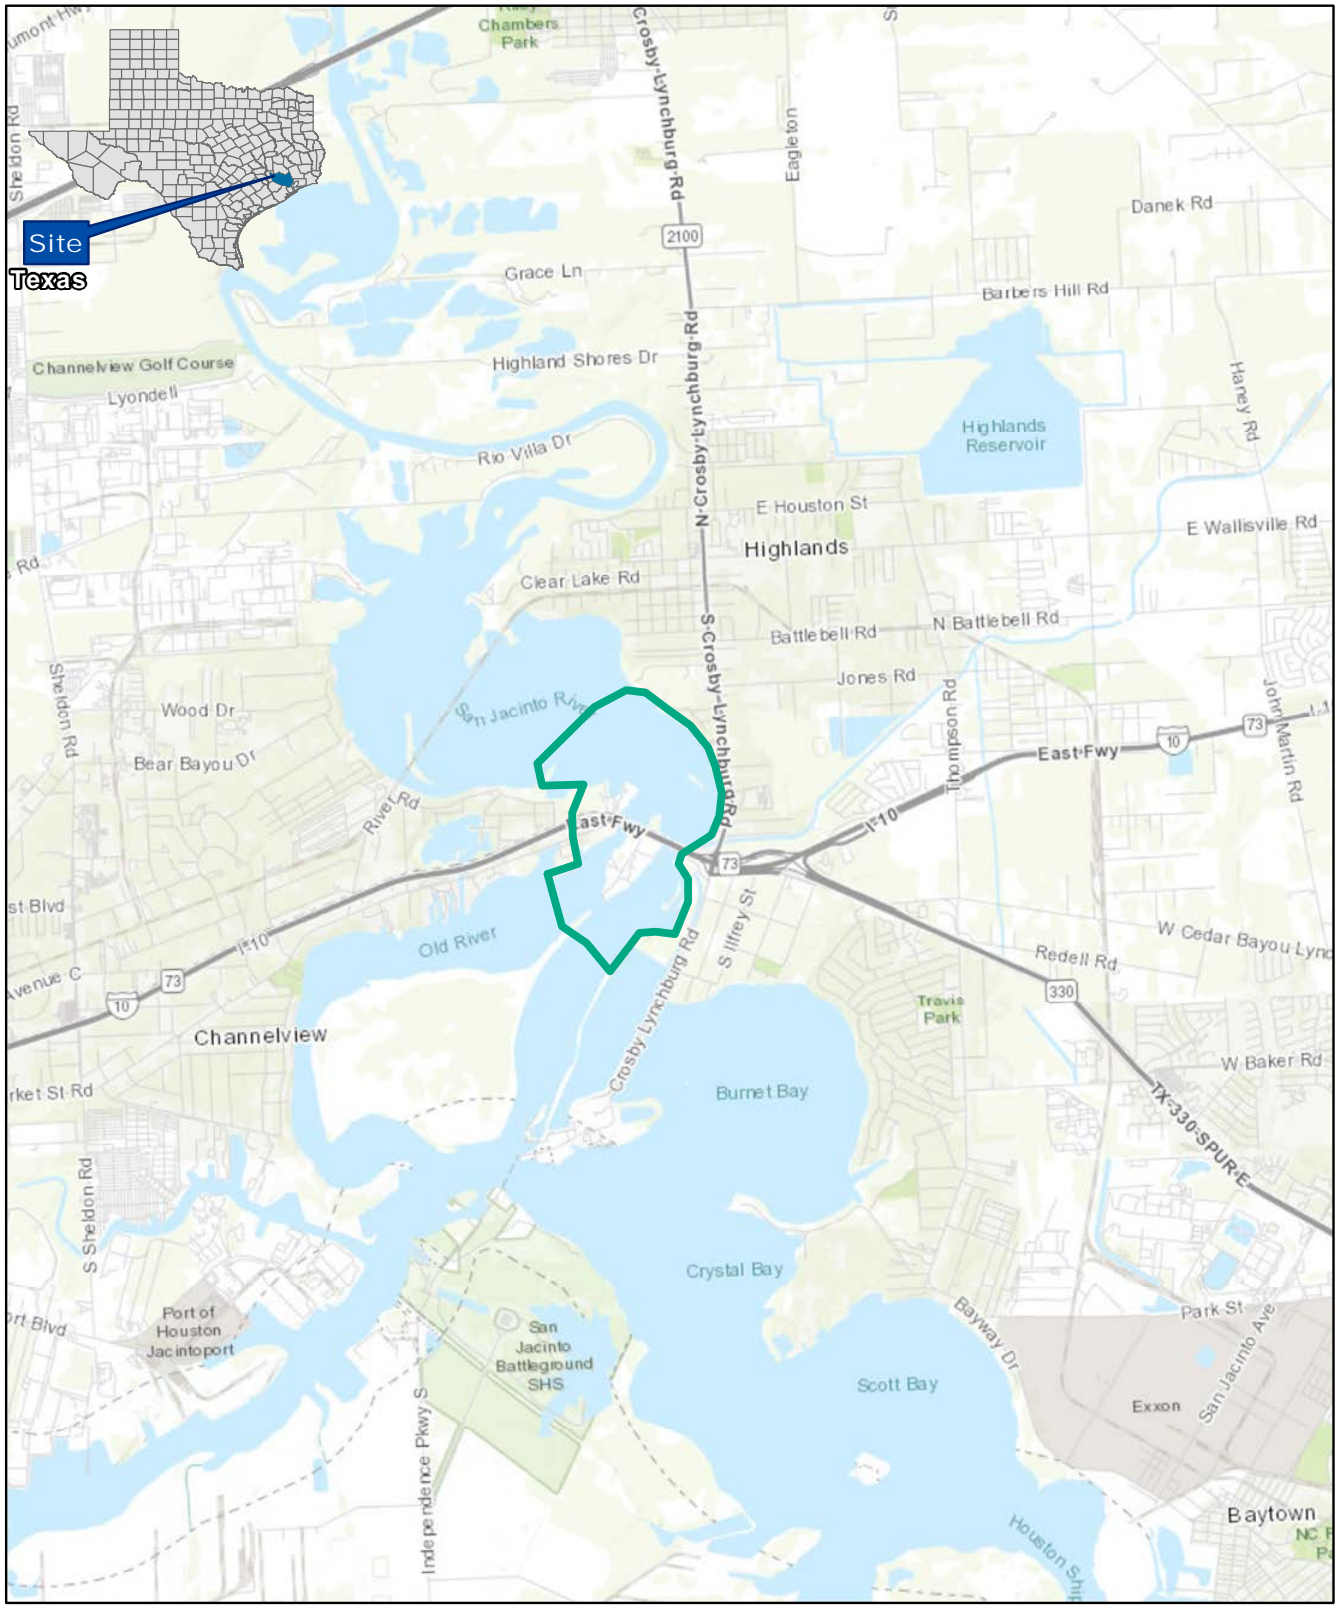 Chambers
Park
Crosby-Lynchburg Rd
Sheldon Rd
Eagleton
Danek Rd
2100
Site
Texas
Grace Ln
Barbers Hill Rd
Channelview Golf Course
Lyondell
Highland Shores Dr
N Crosby-Lynchburg Rd
Haney Rd
Highlands
Reservoir
Rio Villa Dr
E Houston St
E Wallisville Rd
Highlands
Rd
Clear Lake Rd
S Crosby-Lynchburg Rd
Battlebell Rd
N Battlebell Rd
Jones Rd
Sheldon Rd
Wood Dr
San Jacinto River
Thompson Rd
John Martin Rd
73
I-1
10
East Fwy
Bear Bayou Dr
River Rd
East Fwy
I-10
73
st Blvd
S Ilfrey St
W Cedar Bayou Lync
Old River
I-10
Redell Rd
Avenue C
73
10
330
Travis
Park
Channelview
Crosby Lynchburg Rd
W Baker Rd
rket St Rd
Burnet Bay
TX-330-SPUR E
S Sheldon Rd
Crystal Bay
Port of
Houston
Jacintoport
ort Blvd
San
Jacinto
Battleground
SHS
Bayway Dr
Park St
San Jacinto Ave
Scott Bay
Exxon
Independence Pkwy S
Baytown
Houston Ship
NC P